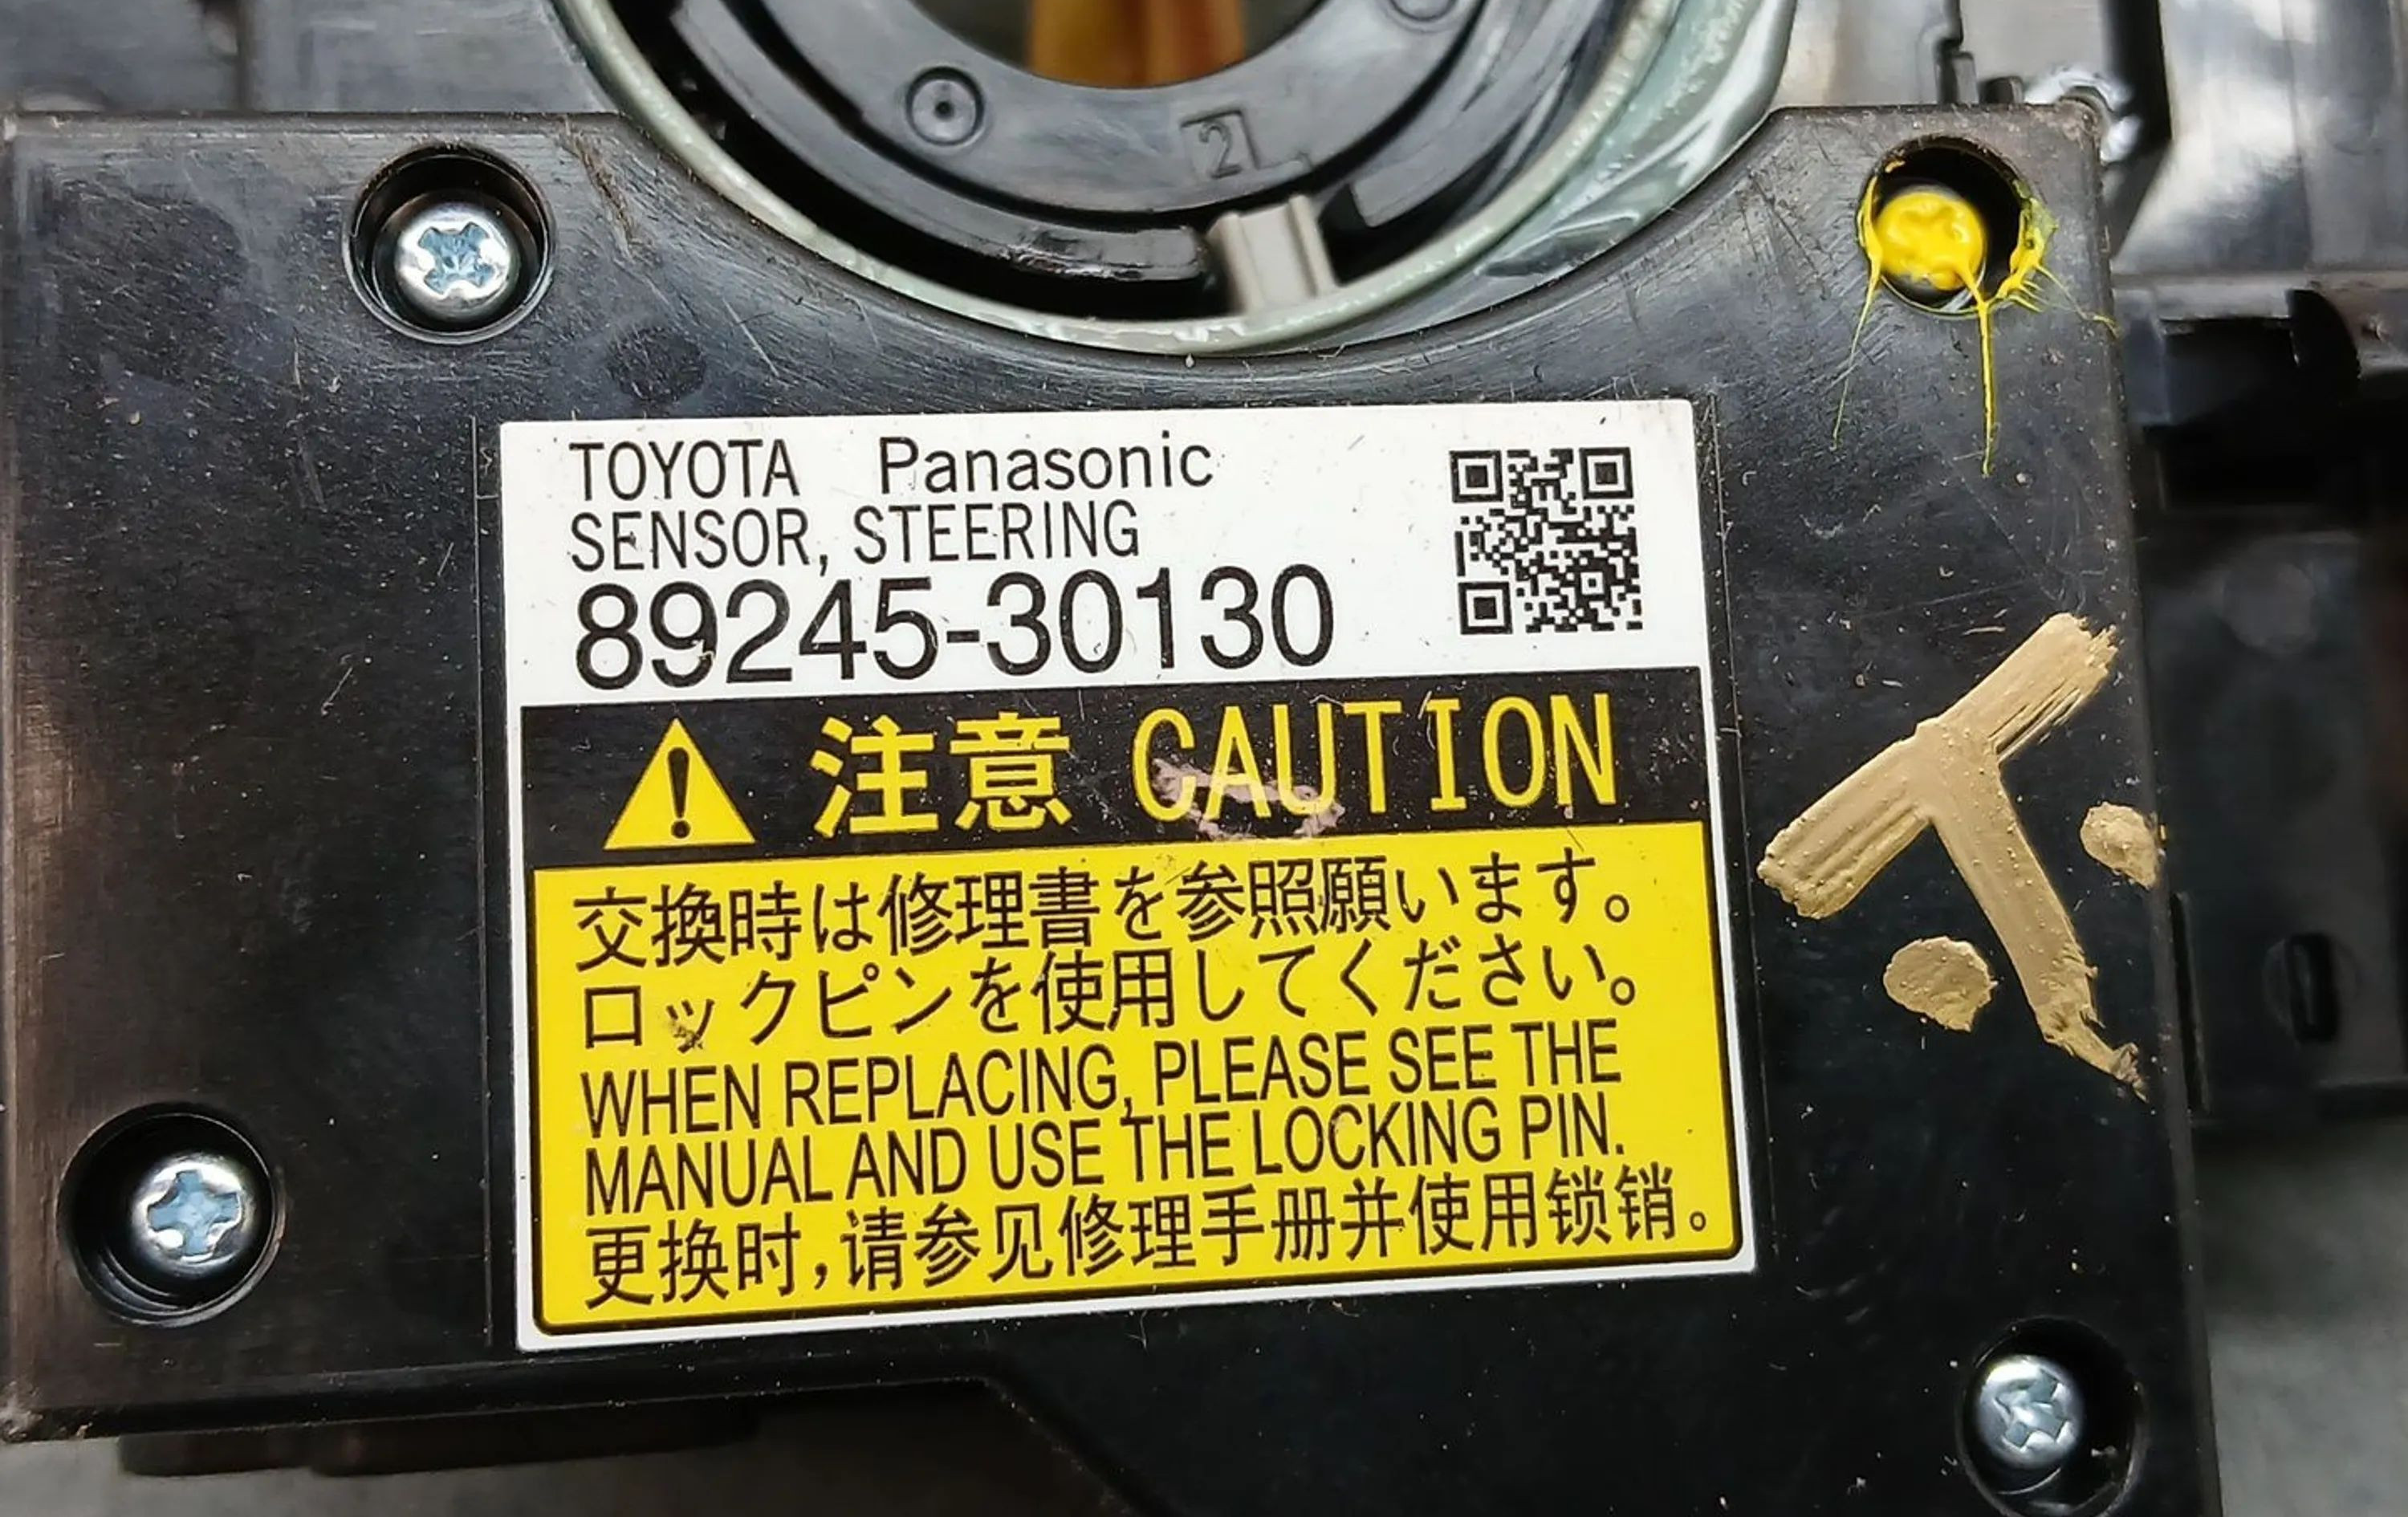 2L
TOYOTA Panasonic
SENSOR, STEERING
89245-30130
注意 CAUTION
交換時は修理書を参照願います。
ロックピンを使用してください。
WHEN REPLACING, PLEASE SEE THE
MANUAL AND USE THE LOCKING PIN.
更换时,请参见修理手册并使用锁销。